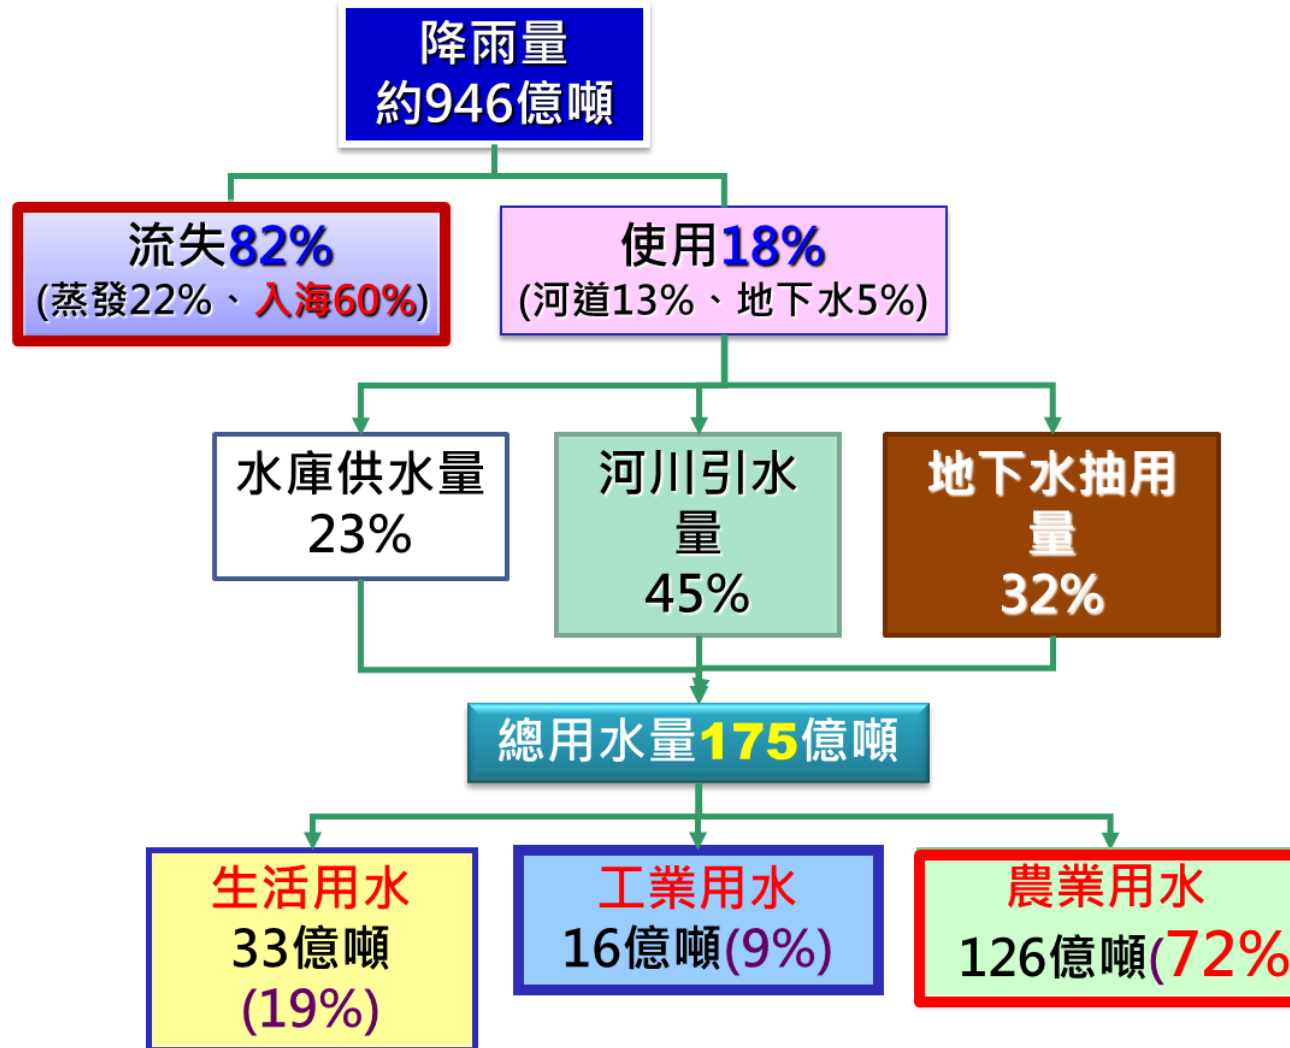 降雨量
約946億噸
流失82%
(蒸發22%、入海60%)
使用18%
(河道13%、地下水5%)
水庫供水量
23%
河川引水
量
45%
地下水抽用
量
32%
總用水量175億噸
生活用水
33億噸
(19%)
工業用水
16億噸(9%)
農業用水
126億噸(72%